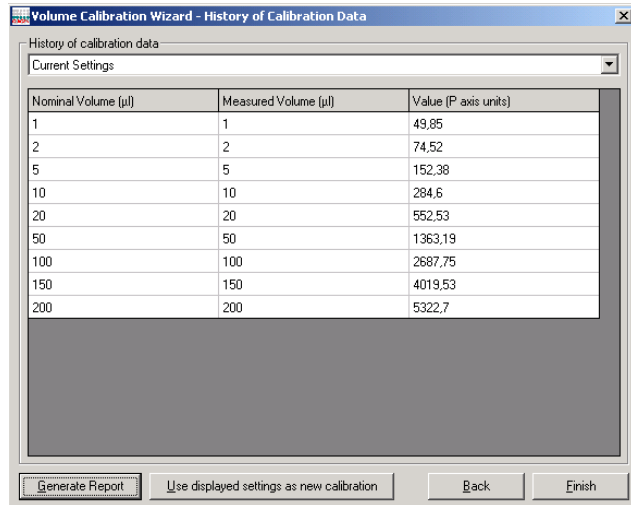 Volume Calibration Wizard - History of Calibration Data
History of calibration data
Current Settings
Nominal Volume (µl) Measured Volume (µl) Value (P axis units)
1 1 49,85
2 2 74,52
5 5 152,38
10 10 284,6
20 20 552,53
50 50 1363,19
100 100 2687,75
150 150 4019,53
200 200 5322,7
Generate Report Use displayed settings as new calibration Back Finish